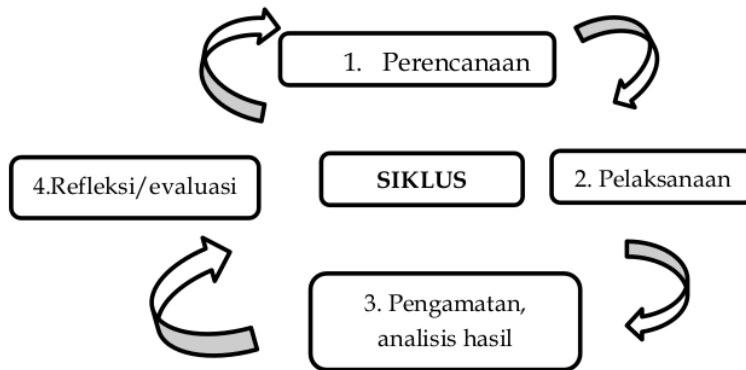 1. Perencanaan
4.Refleksi/evaluasi
SIKLUS
2. Pelaksanaan
3. Pengamatan,
analisis hasil